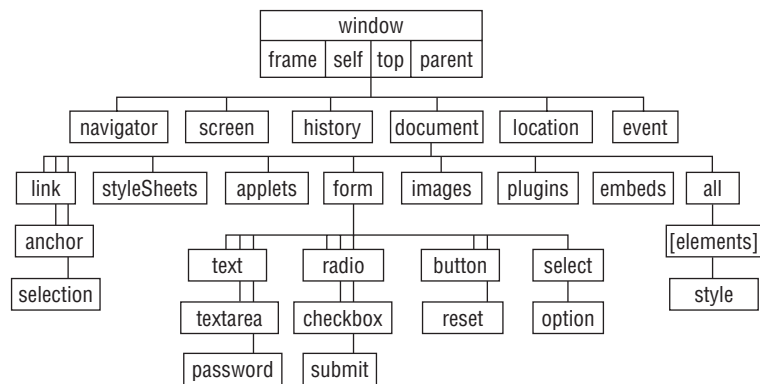 window
frame self top parent
navigator screen history document location event
link styleSheets applets form images plugins embeds all
anchor [elements]
text radio button select
selection style
textarea checkbox reset option
password submit